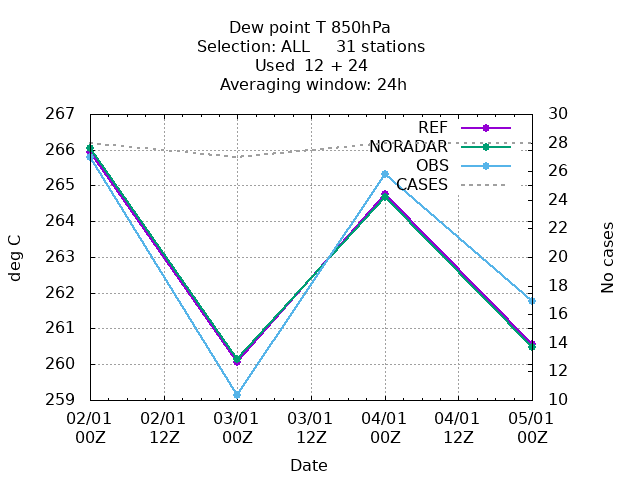 Dew point T 850hPa
Selection: ALL     31 stations
Used  12 + 24
Averaging window: 24h
267
266
265
264
263
262
261
260
259
deg C
30
28
26
24
22
20
18
16
14
12
10
No cases
REF
NORADAR
OBS
CASES
02/01 02/01 03/01 03/01 04/01 04/01 05/01
00Z 12Z 00Z 12Z 00Z 12Z 00Z
Date